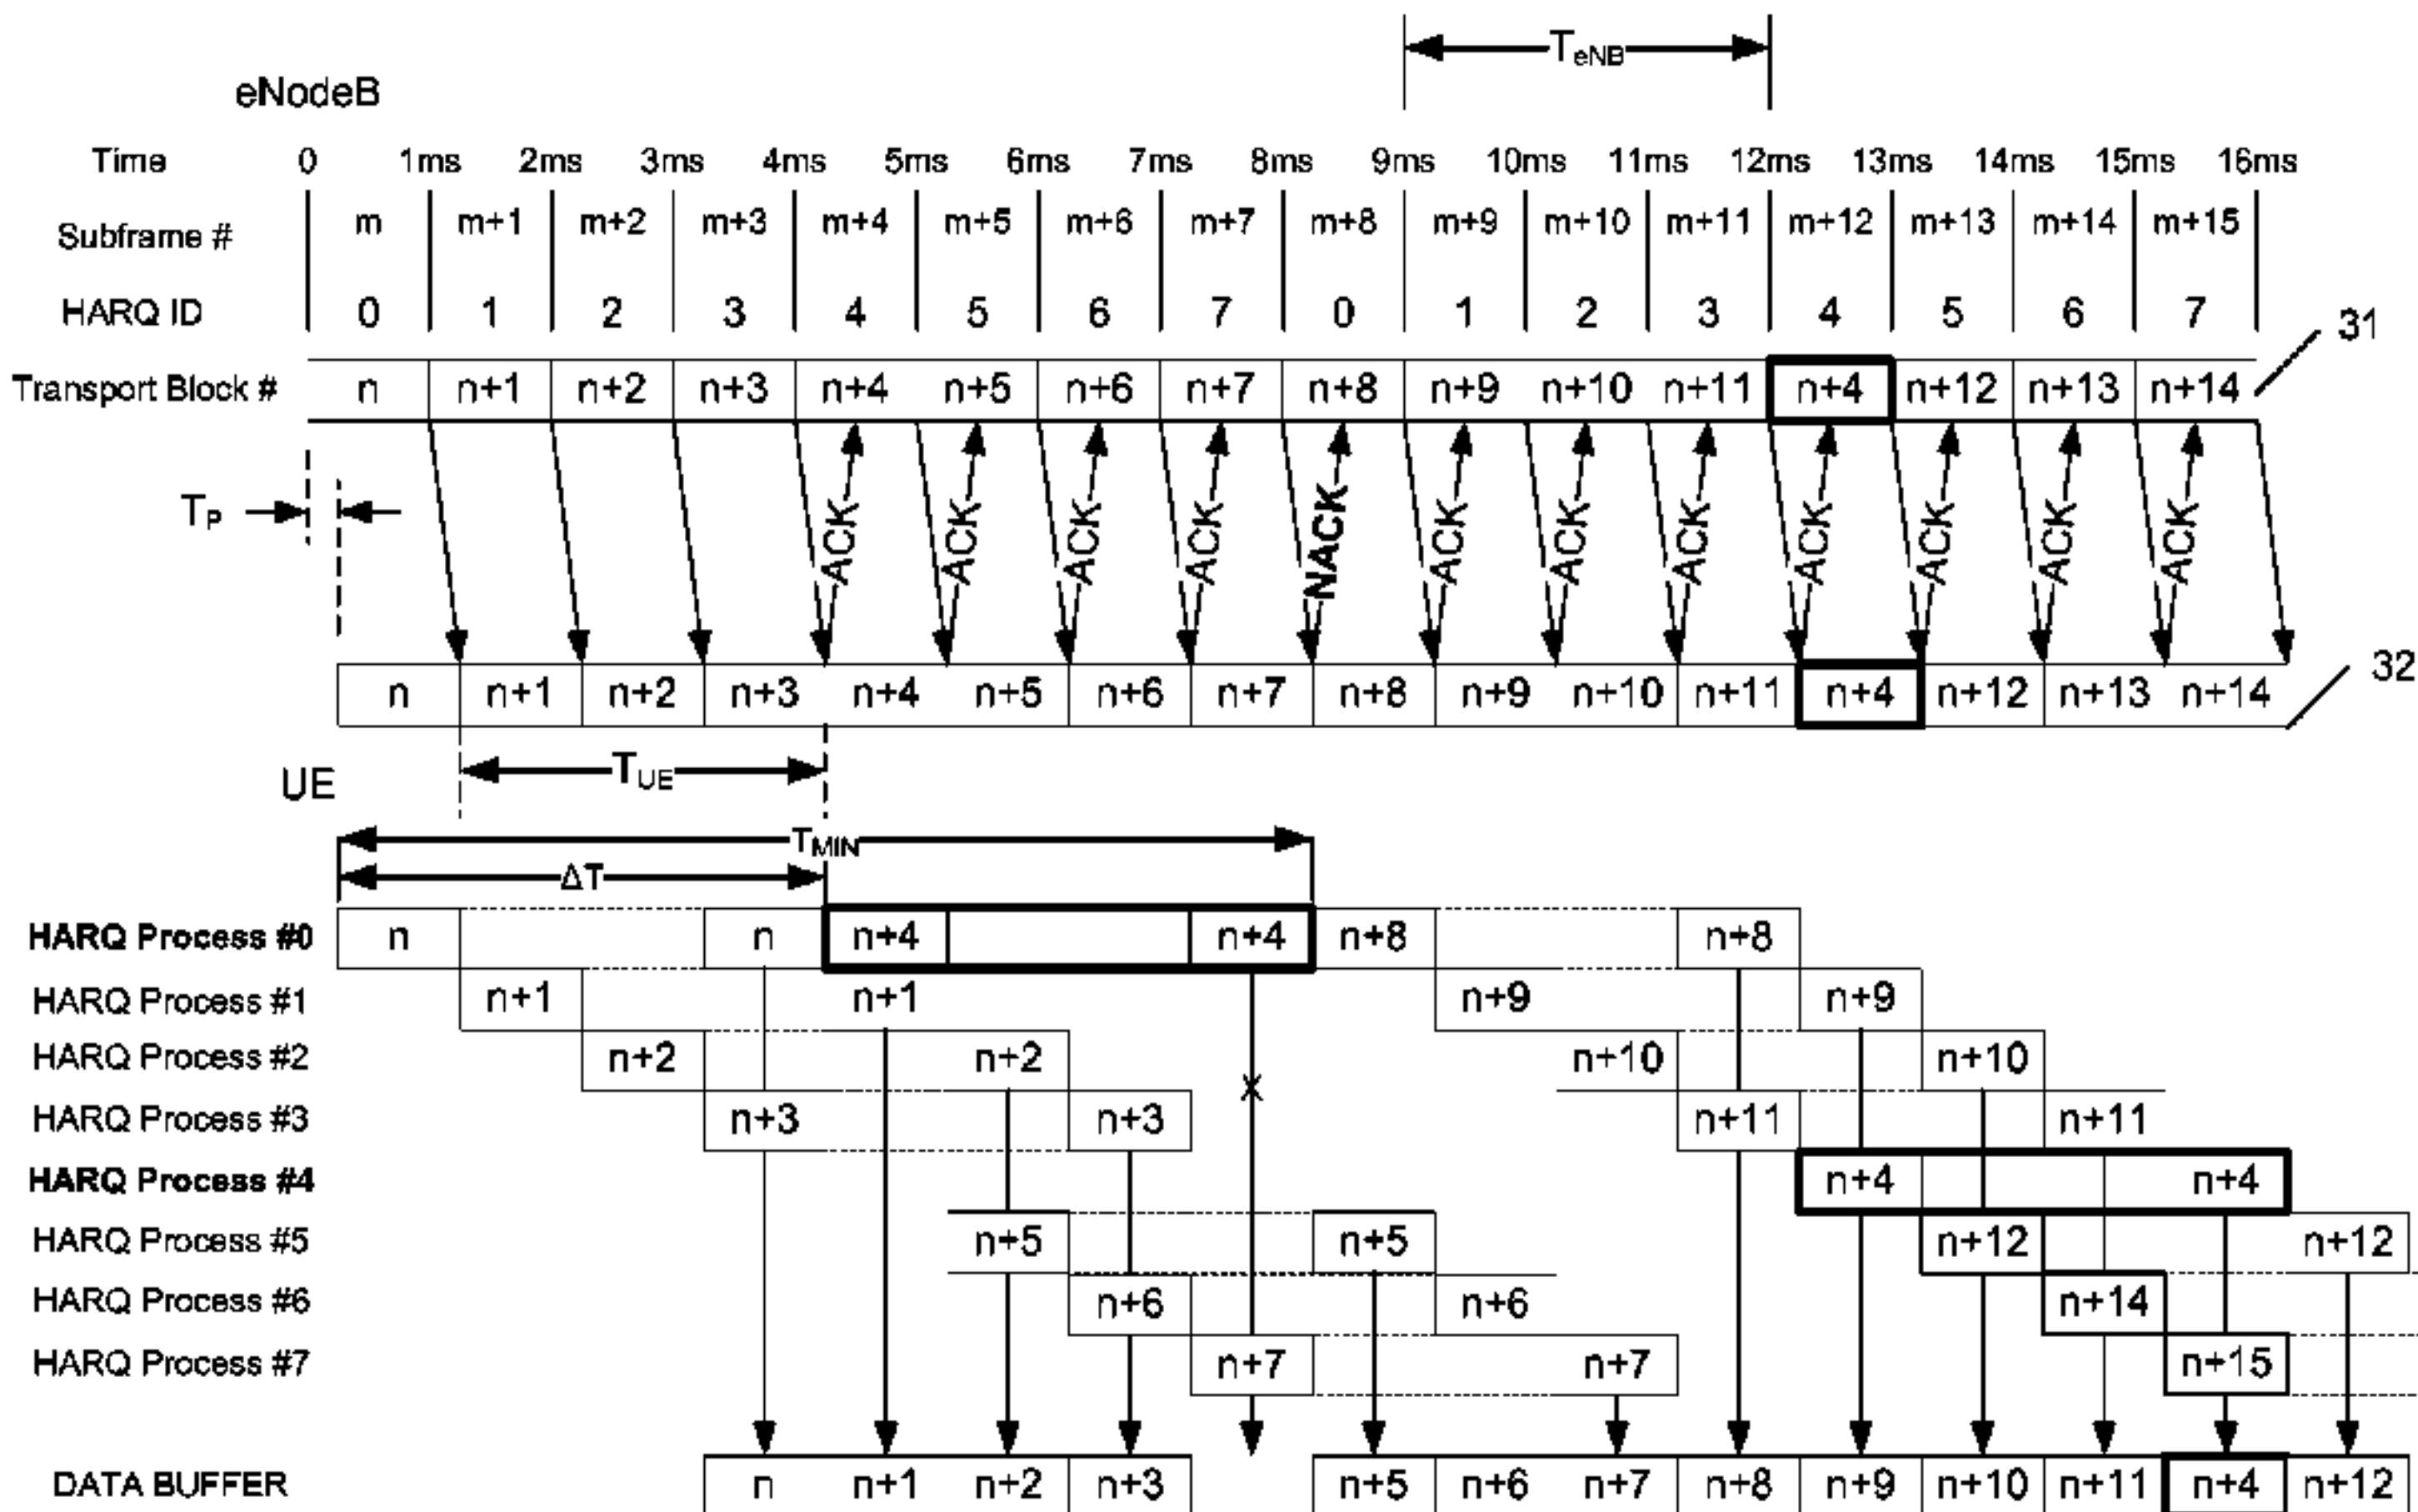 T_eNB
eNodeB
Time 0 1ms 2ms 3ms 4ms 5ms 6ms 7ms 8ms 9ms 10ms 11ms 12ms 13ms 14ms 15ms 16ms
Subframe # m m+1 m+2 m+3 m+4 m+5 m+6 m+7 m+8 m+9 m+10 m+11 m+12 m+13 m+14 m+15
HARQ ID 0 1 2 3 4 5 6 7 0 1 2 3 4 5 6 7
31
Transport Block # n n+1 n+2 n+3 n+4 n+5 n+6 n+7 n+8 n+9 n+10 n+11 n+4 n+12 n+13 n+14
T_P ACK ACK ACK ACK NACK ACK ACK ACK ACK ACK ACK ACK
n n+1 n+2 n+3 n+4 n+5 n+6 n+7 n+8 n+9 n+10 n+11 n+4 n+12 n+13 n+14 32
UE T_UE
T_MIN
ΔT
HARQ Process #0 n n n+4 n+4 n+8 n+8
HARQ Process #1 n+1 n+1 n+9 n+9
HARQ Process #2 n+2 n+2 n+10 n+10
X
HARQ Process #3 n+3 n+3 n+11 n+11
HARQ Process #4 n+4 n+4
HARQ Process #5 n+5 n+5 n+12 n+12
HARQ Process #6 n+6 n+6 n+14
HARQ Process #7 n+7 n+7 n+15
DATA BUFFER n n+1 n+2 n+3 n+5 n+6 n+7 n+8 n+9 n+10 n+11 n+4 n+12